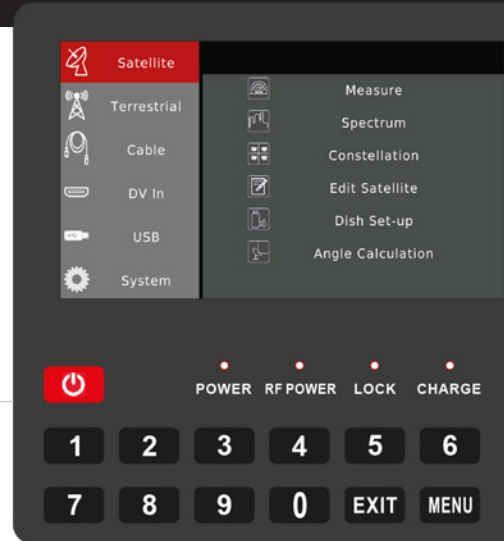 Satellite
Terrestrial
Cable
DV In
USB
System
Measure
Spectrum
Constellation
Edit Satellite
Dish Set-up
Angle Calculation
POWER RF POWER LOCK CHARGE
1 2 3 4 5 6
7 8 9 0 EXIT MENU